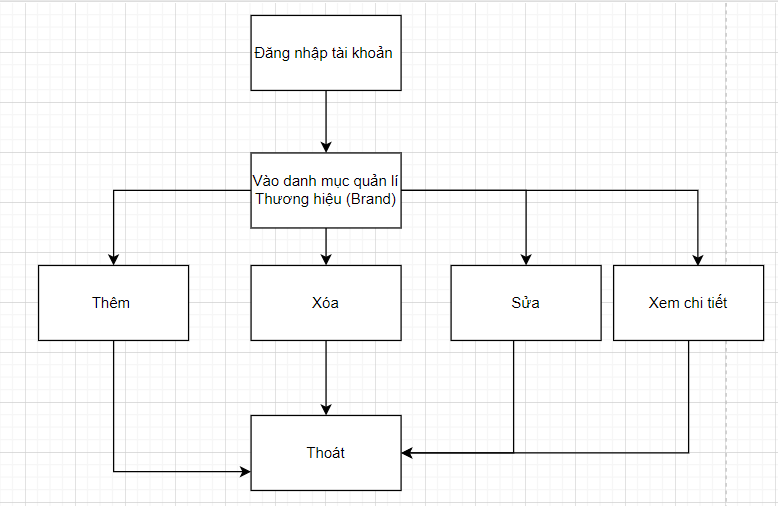 Đăng nhập tài khoản
Vào danh mục quản lí
Thương hiệu (Brand)
Thêm
Xóa
Sửa
Xem chi tiết
Thoát